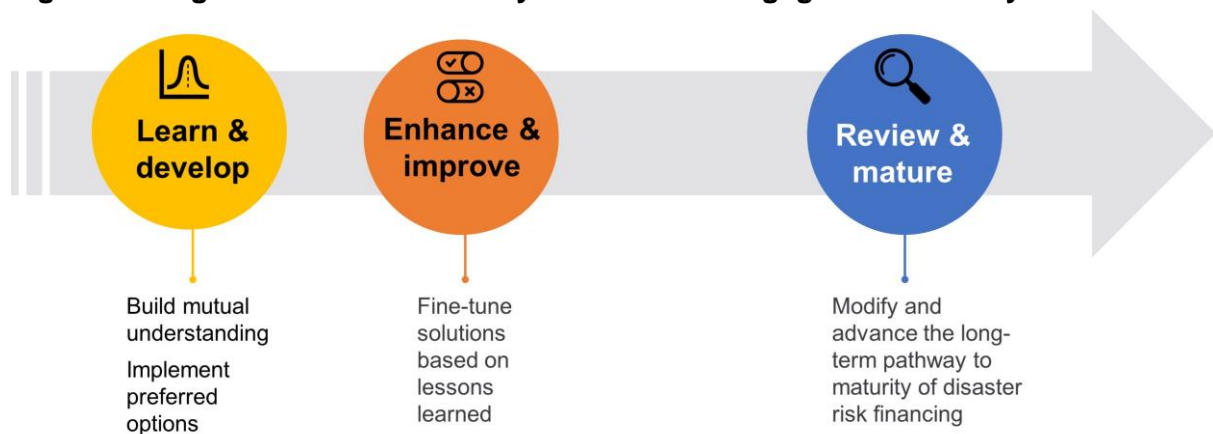 Learn &
develop
Enhance &
improve
Review &
mature
Build mutual
understanding
Implement
preferred
options
Fine-tune
solutions
based on
lessons
learned
Modify and
advance the long-
term pathway to
maturity of disaster
risk financing